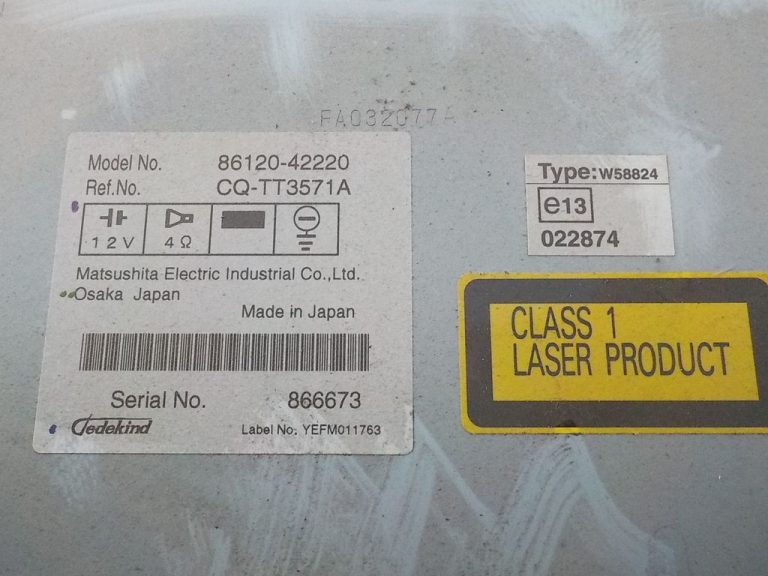 FA032077A
Model No. 86120-42220
Ref.No. CQ-TT3571A
12V 4Ω
Matsushita Electric Industrial Co.,Ltd.
Osaka Japan
Made in Japan
Serial No. 866673
Jedekind Label No. YEFM011763
Type:W58824
e13
022874
CLASS 1
LASER PRODUCT